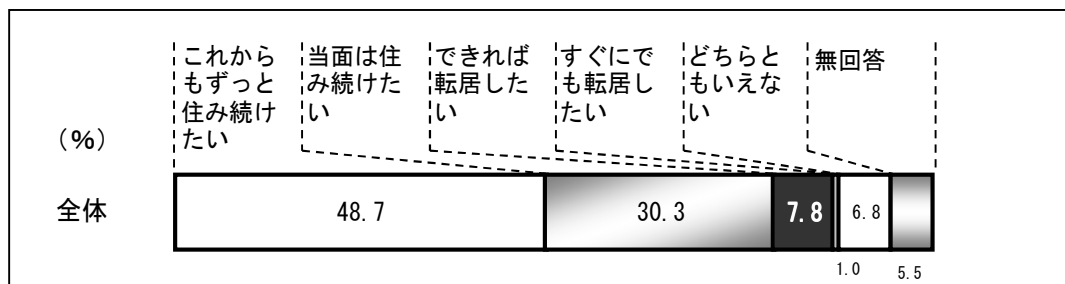 これから
もずっと
住み続け
たい
当面は住
み続けた
い
できれば
転居した
い
すぐにで
も転居し
たい
どちらと
もいえな
い
無回答
（%）
全体
48.7
30.3
7.8
6.8
1.0
5.5